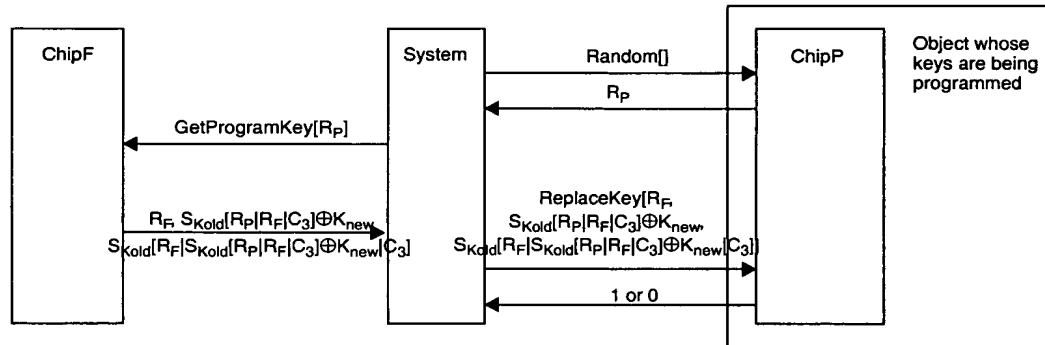 ChipF
System
ChipP
Object whose
keys are being
programmed
Random[]
R_P
GetProgramKey[R_P]
R_F, S_Kold[R_P|R_F|C_3]⊕K_new,
S_Kold[R_F|S_Kold[R_P|R_F|C_3]⊕K_new|C_3]
ReplaceKey[R_F,
S_Kold[R_P|R_F|C_3]⊕K_new,
S_Kold[R_F|S_Kold[R_P|R_F|C_3]⊕K_new|C_3]]
1 or 0